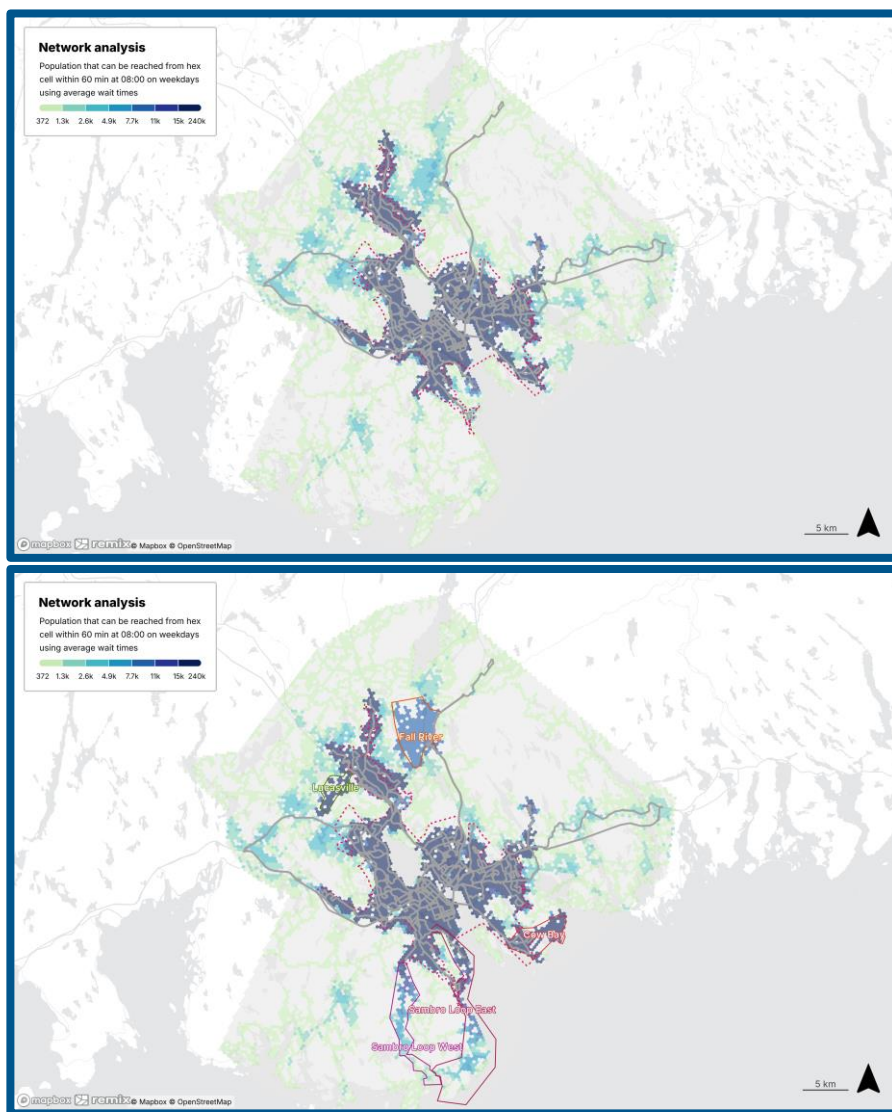 Network analysis
Population that can be reached from hex
cell within 60 min at 08:00 on weekdays
using average wait times
372 1.3k 2.6k 4.9k 7.7k 11k 15k 240k
5 km
mapbox remix © Mapbox © OpenStreetMap
Network analysis
Population that can be reached from hex
cell within 60 min at 08:00 on weekdays
using average wait times
372 1.3k 2.6k 4.9k 7.7k 11k 15k 240k
Fall River
Lucasville
Cow Bay
Sambro Loop East
Sambro Loop West
5 km
mapbox remix © Mapbox © OpenStreetMap